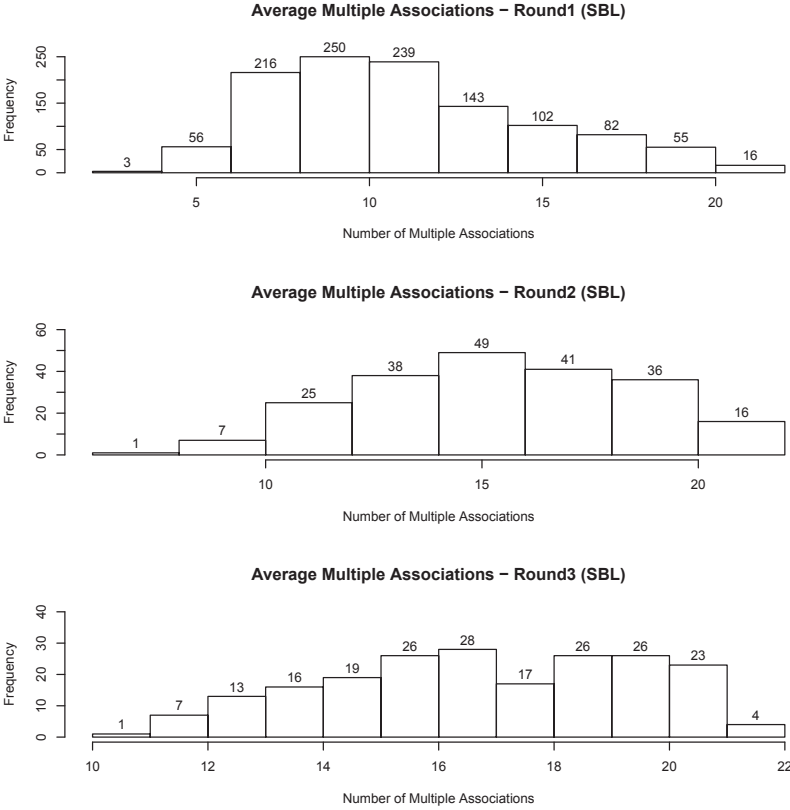 Average Multiple Associations − Round1 (SBL)
Frequency
0 50 150 250
3 56 216 250 239 143 102 82 55 16
5 10 15 20
Number of Multiple Associations
Average Multiple Associations − Round2 (SBL)
Frequency
0 20 40 60
1 7 25 38 49 41 36 16
10 15 20
Number of Multiple Associations
Average Multiple Associations − Round3 (SBL)
Frequency
0 10 20 30 40
1 7 13 16 19 26 28 17 26 26 23 4
10 12 14 16 18 20 22
Number of Multiple Associations